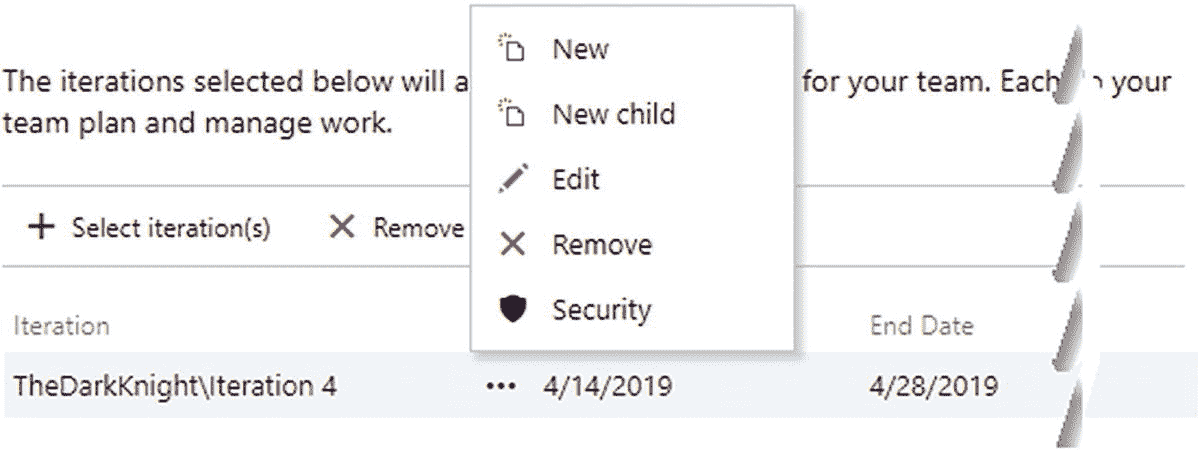 The iterations selected below will a for your team. Each your
team plan and manage work.
New
New child
Edit
Remove
Security
Select iteration(s) Remove
Iteration End Date
TheDarkKnight\Iteration 4 ••• 4/14/2019 4/28/2019